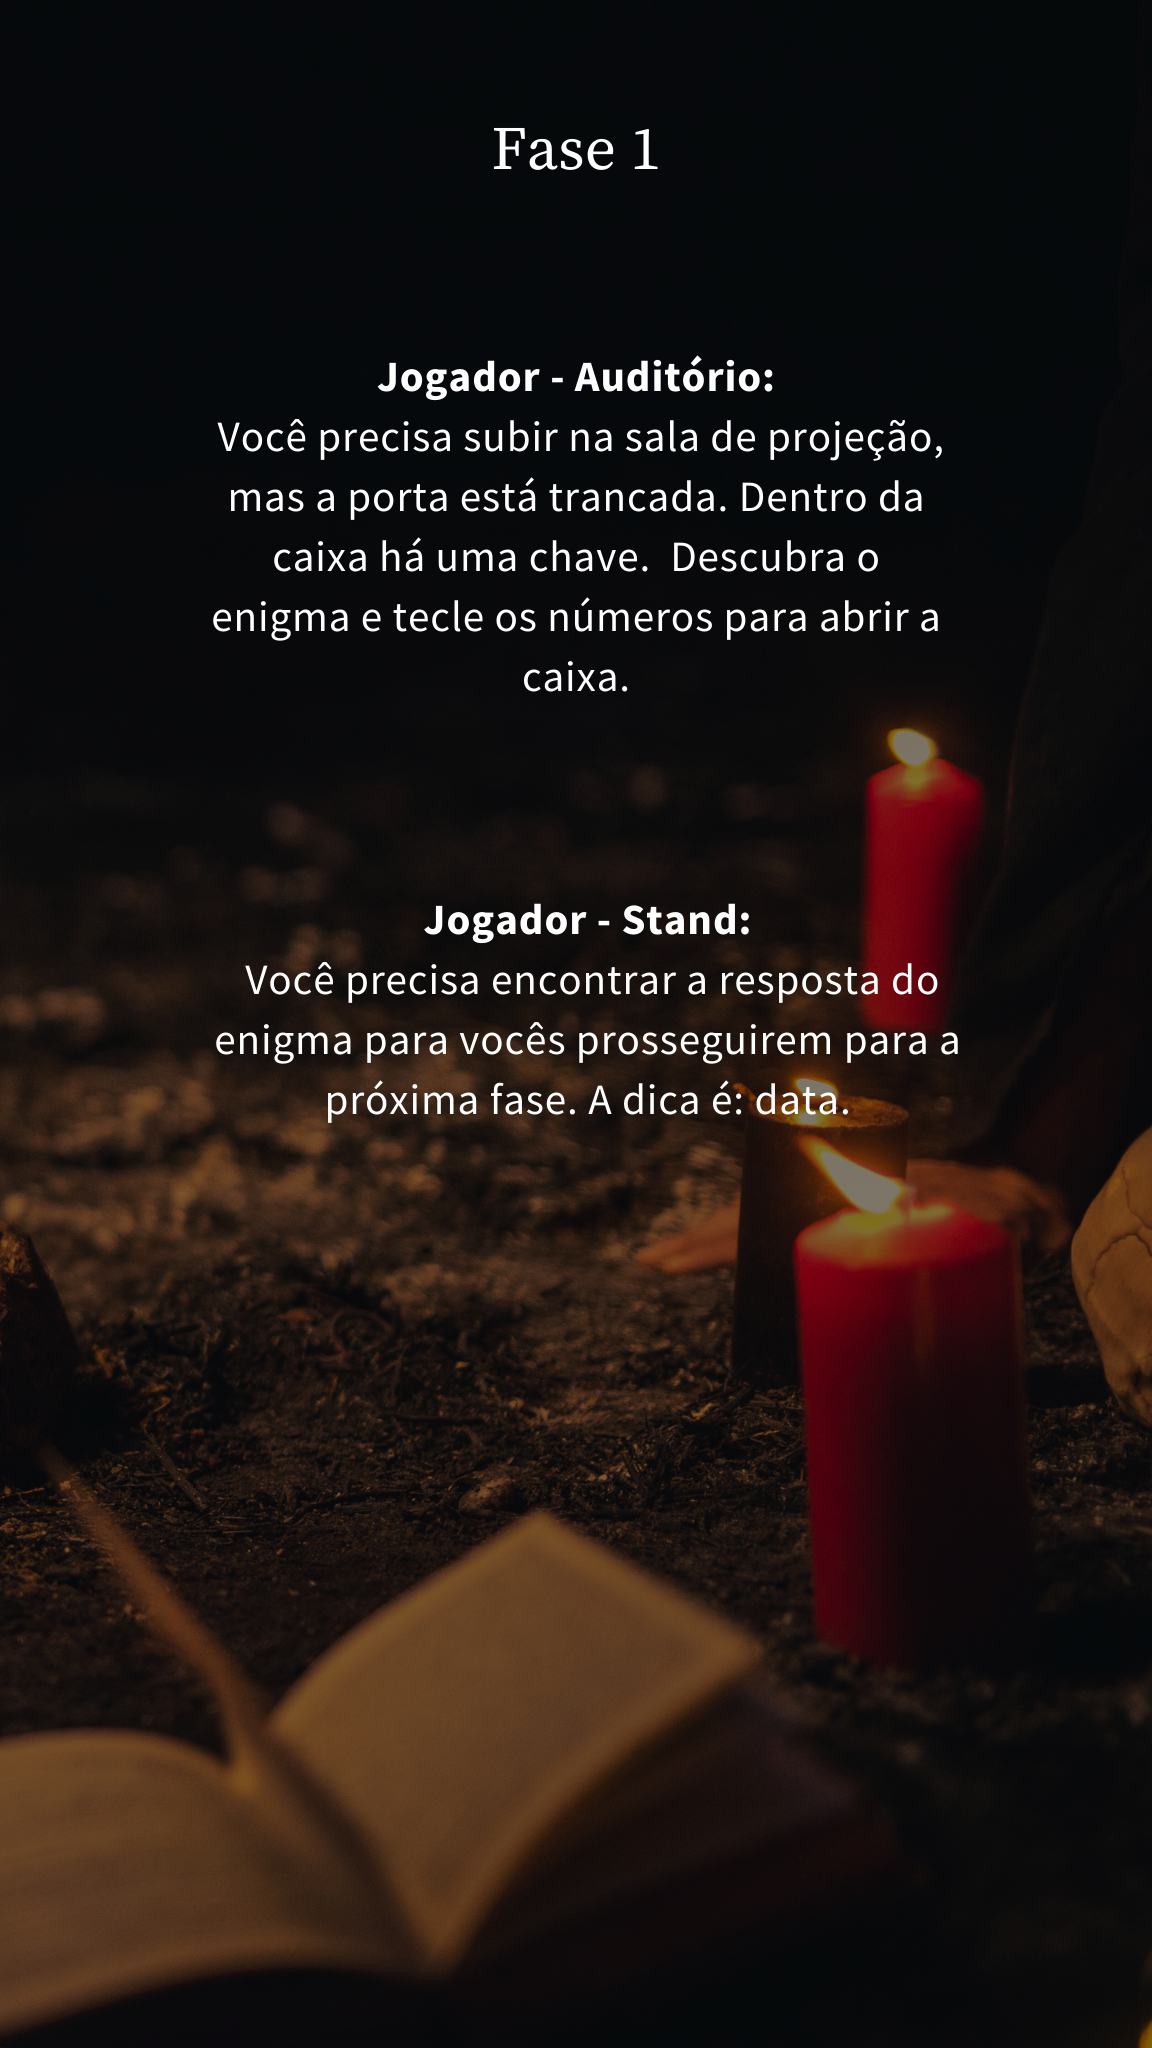 Fase 1
Jogador - Auditório:
Você precisa subir na sala de projeção,
mas a porta está trancada. Dentro da
caixa há uma chave.  Descubra o
enigma e tecle os números para abrir a
caixa.
Jogador - Stand:
Você precisa encontrar a resposta do
enigma para vocês prosseguirem para a
próxima fase. A dica é: data.